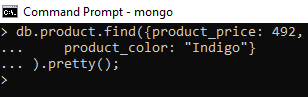 Command Prompt - mongo
> db.product.find({product_price: 492,
...     product_color: "Indigo"}
... ).pretty();
>